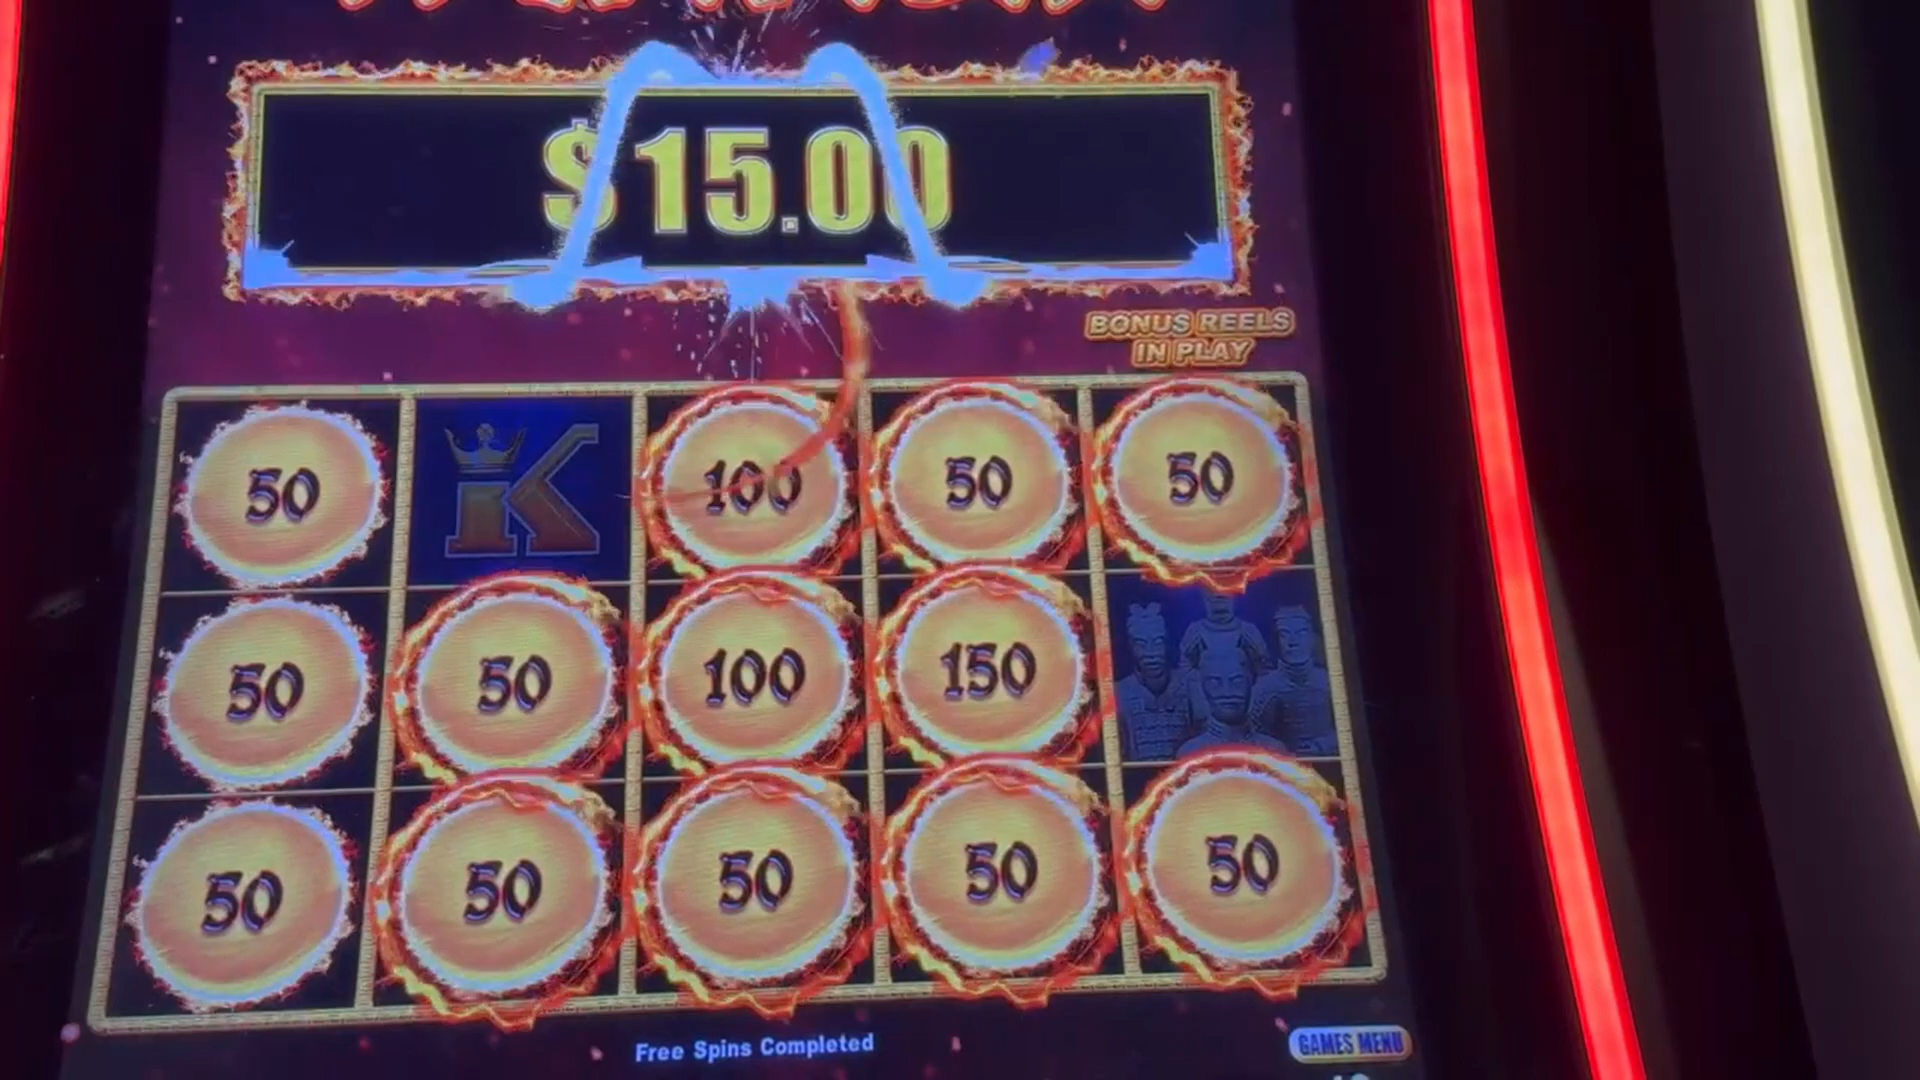 $15.00
BONUS REELS
IN PLAY
50 K 100 50 50
50 50 100 150
50 50 50 50 50
Free Spins Completed
GAMES MENU